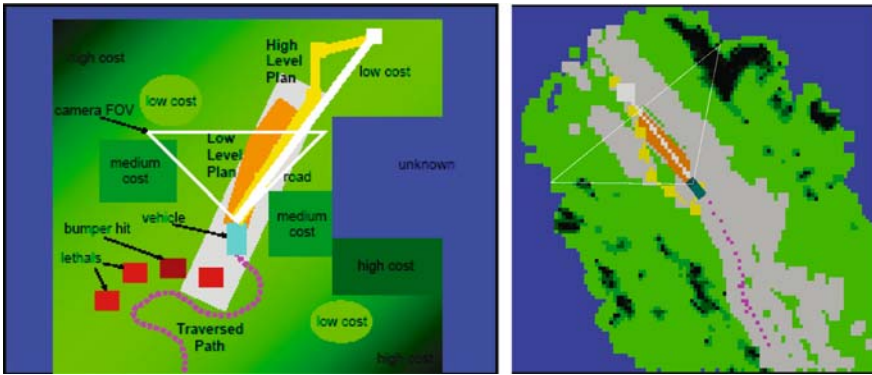 high cost
High
Level
Plan
low cost
camera FOV
low cost
Low
Level
Plan
unknown
medium
cost
road
vehicle
medium
cost
bumper hit
lethals
high cost
Traversed
Path
low cost
high cost